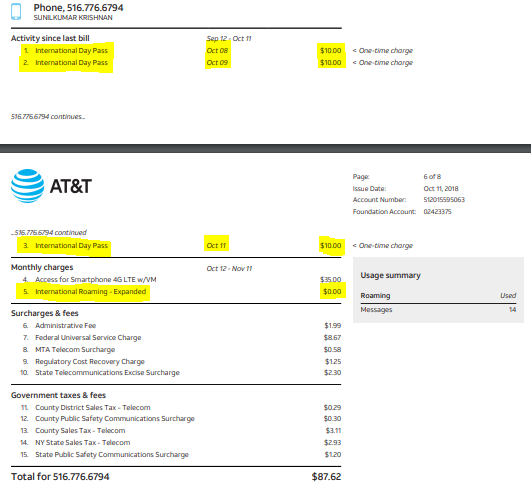 Phone, 516.776.6794
SUNILKUMAR KRISHNAN
Activity since last bill Sep 12 - Oct 11
1. International Day Pass Oct 08 $10.00 < One-time charge
2. International Day Pass Oct 09 $10.00 < One-time charge
516.776.6794 continues...
AT&T
Page: 6 of 8
Issue Date: Oct 11, 2018
Account Number: 512015595063
Foundation Account: 02423375
...516.776.6794 continued
3. International Day Pass Oct 11 $10.00 < One-time charge
Monthly charges Oct 12 - Nov 11
4. Access for Smartphone 4G LTE w/VM $35.00
5. International Roaming - Expanded $0.00
Usage summary
Roaming Used
Messages 14
Surcharges & fees
6. Administrative Fee $1.99
7. Federal Universal Service Charge $8.67
8. MTA Telecom Surcharge $0.58
9. Regulatory Cost Recovery Charge $1.25
10. State Telecommunications Excise Surcharge $2.30
Government taxes & fees
11. County District Sales Tax - Telecom $0.29
12. County Public Safety Communications Surcharge $0.30
13. County Sales Tax - Telecom $3.11
14. NY State Sales Tax - Telecom $2.93
15. State Public Safety Communications Surcharge $1.20
Total for 516.776.6794 $87.62